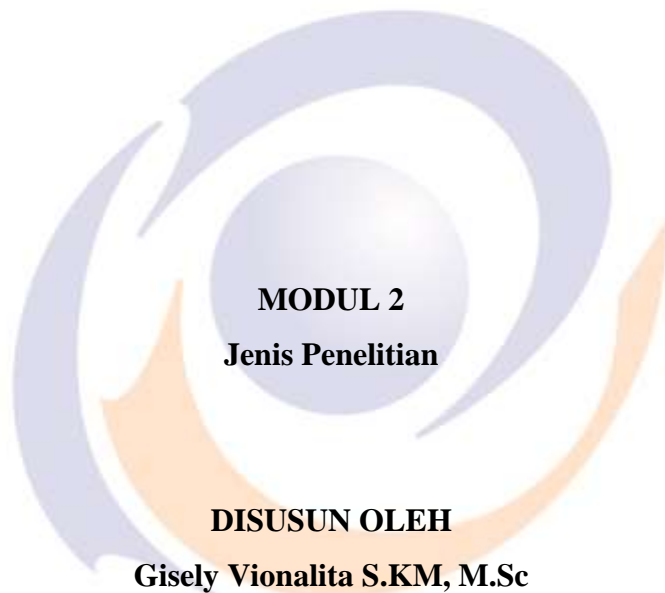 MODUL 2
Jenis Penelitian
DISUSUN OLEH
Gisely Vionalita S.KM, M.Sc